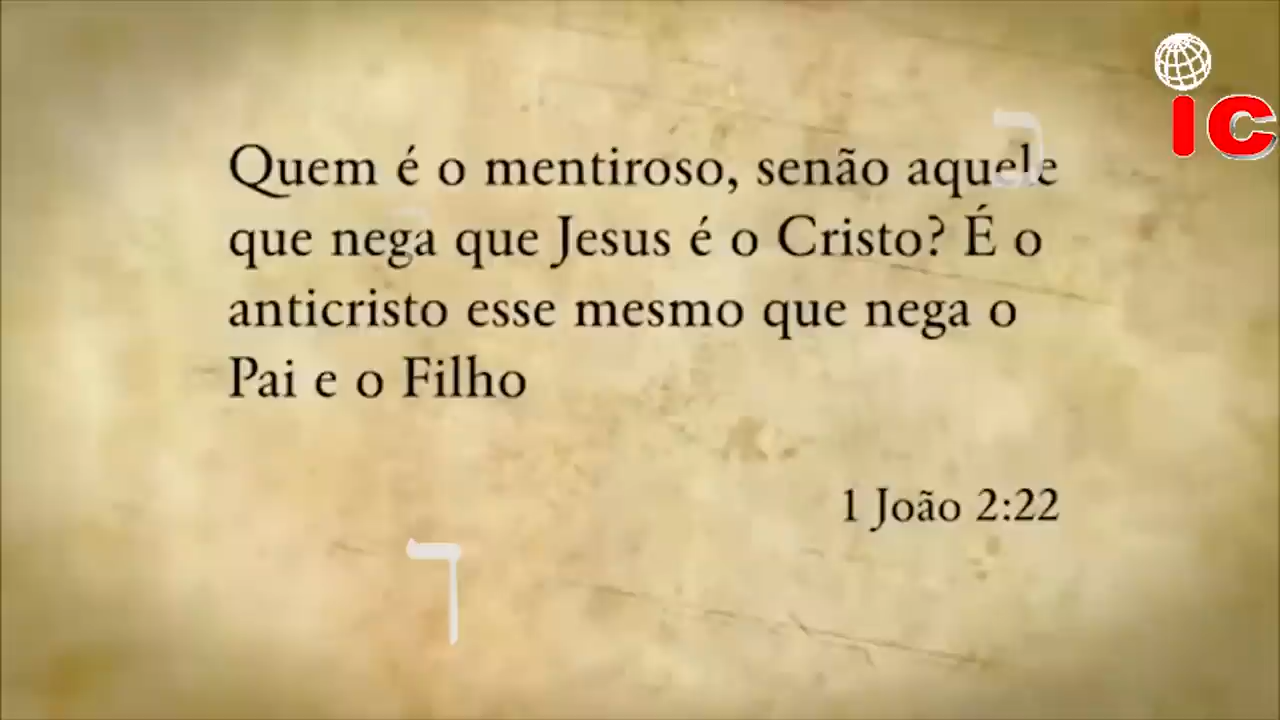 IC
Quem é o mentiroso, senão aquele
que nega que Jesus é o Cristo? É o
anticristo esse mesmo que nega o
Pai e o Filho
1 João 2:22